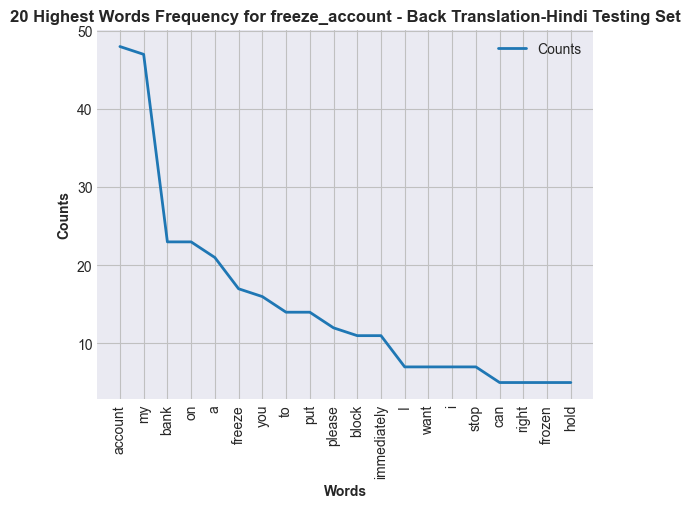 20 Highest Words Frequency for freeze_account - Back Translation-Hindi Testing Set
Counts
50
40
30
20
10
Counts
account
my
bank
on
a
freeze
you
to
put
please
block
immediately
I
want
i
stop
can
right
frozen
hold
Words